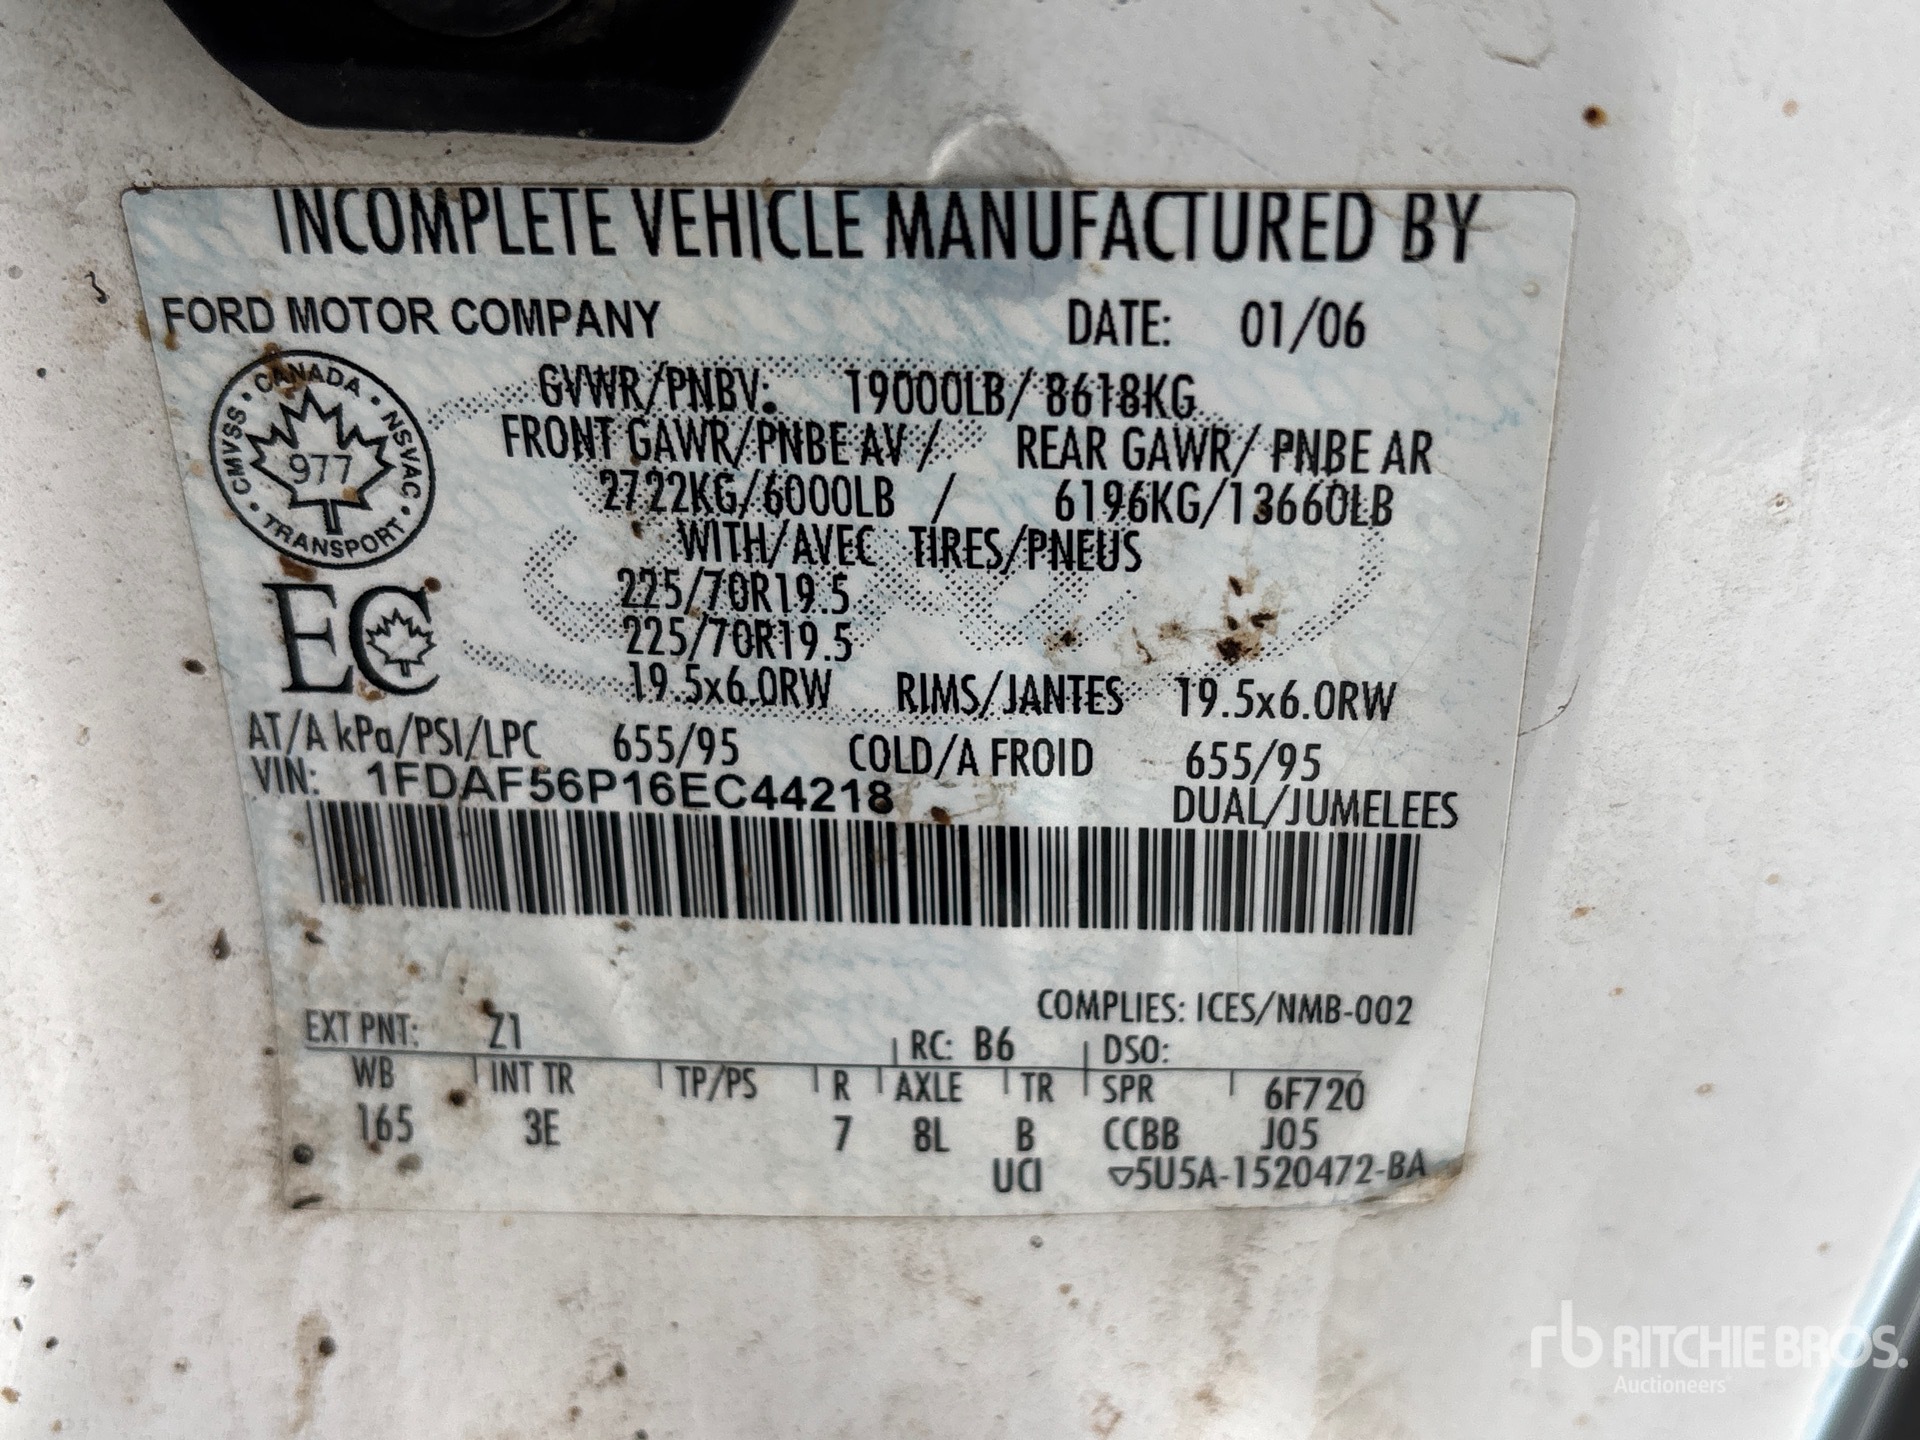 INCOMPLETE VEHICLE MANUFACTURED BY
FORD MOTOR COMPANY DATE: 01/06
GVWR/PNBV: 19000LB/ 8618KG
FRONT GAWR/PNBE AV / REAR GAWR/ PNBE AR
2722KG/6000LB / 6196KG/13660LB
WITH/AVEC TIRES/PNEUS
225/70R19.5
225/70R19.5
19.5x6.0RW RIMS/JANTES 19.5x6.0RW
AT/A kPa/PSI/LPC 655/95 COLD/A FROID 655/95
VIN: 1FDAF56P16EC44218 DUAL/JUMELEES
CANADA • NSVAC • TRANSPORT • CMVSS •
977
EC
COMPLIES: ICES/NMB-002
EXT PNT: Z1 RC: B6 DSO:
WB INT TR TP/PS R AXLE TR SPR 6F720
165 3E 7 8L B CCBB J05
UCI ▽5U5A-1520472-BA
rb RITCHIE BROS.
Auctioneers